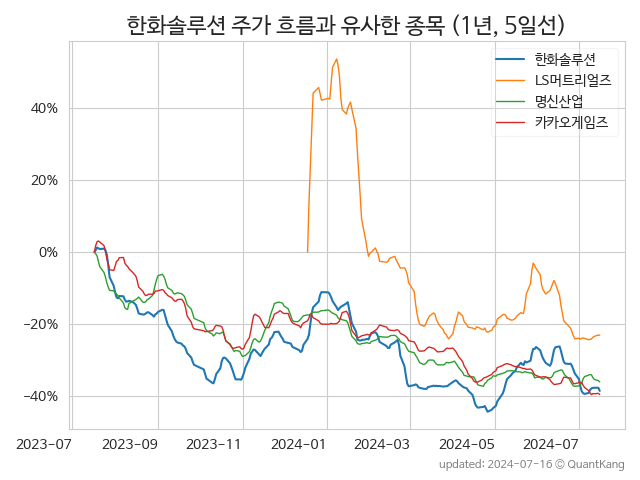 한화솔루션 주가 흐름과 유사한 종목 (1년, 5일선)
한화솔루션
LS머트리얼즈
명신산업
카카오게임즈
40%
20%
0%
−20%
−40%
2023-07 2023-09 2023-11 2024-01 2024-03 2024-05 2024-07
updated: 2024-07-16 © QuantKang